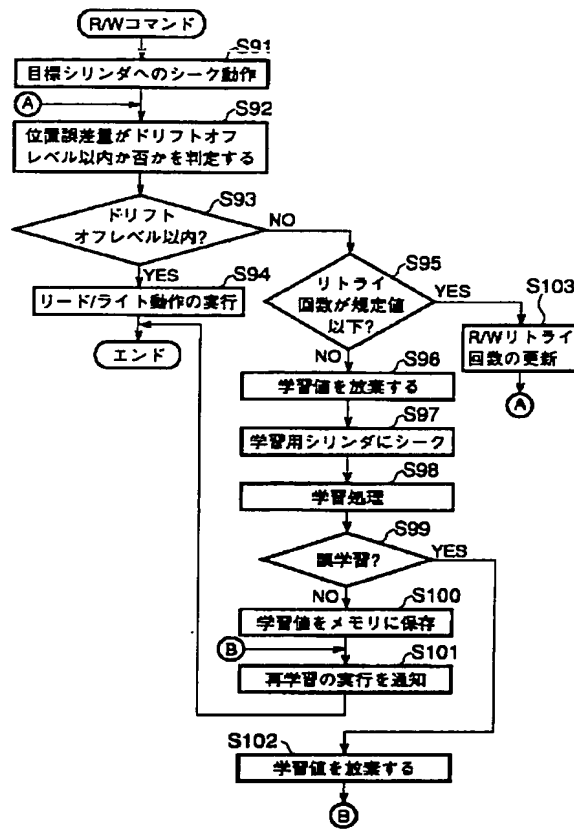 R/Wコマンド
S91
目標シリンダへのシーク動作
A
S92
位置誤差量がドリフトオフ
レベル以内か否かを判定する
S93
ドリフト
オフレベル以内?
NO
YES
S94
リード/ライト動作の実行
エンド
S95
リトライ
回数が規定値
以下?
YES
NO
S103
R/Wリトライ
回数の更新
A
S96
学習値を放棄する
S97
学習用シリンダにシーク
S98
学習処理
S99
誤学習?
YES
NO
S100
学習値をメモリに保存
B
S101
再学習の実行を通知
S102
学習値を放棄する
B